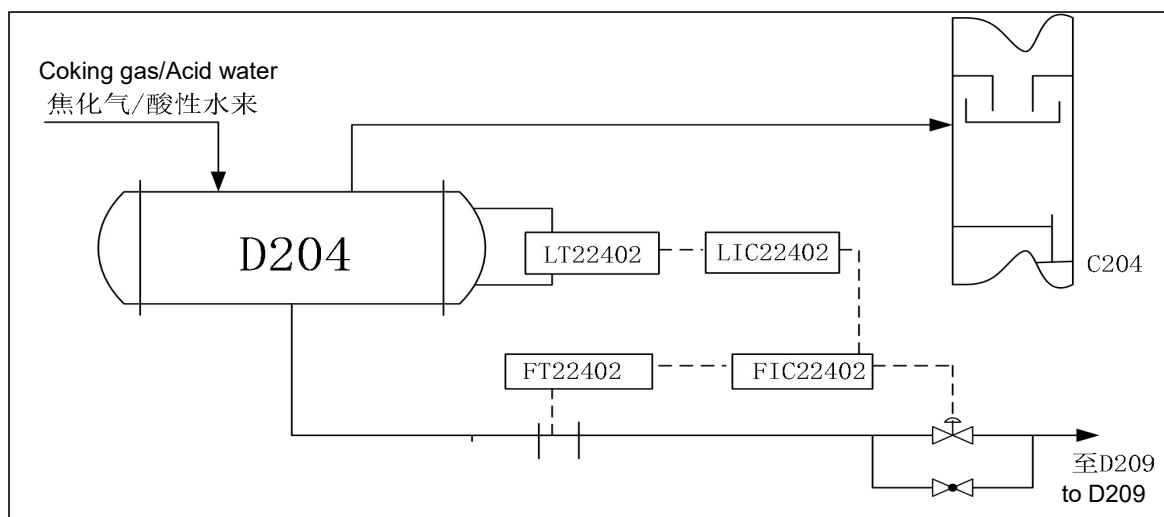 Coking gas/Acid water
焦化气/酸性水来
D204
LT22402
LIC22402
C204
FT22402
FIC22402
至D209
to D209